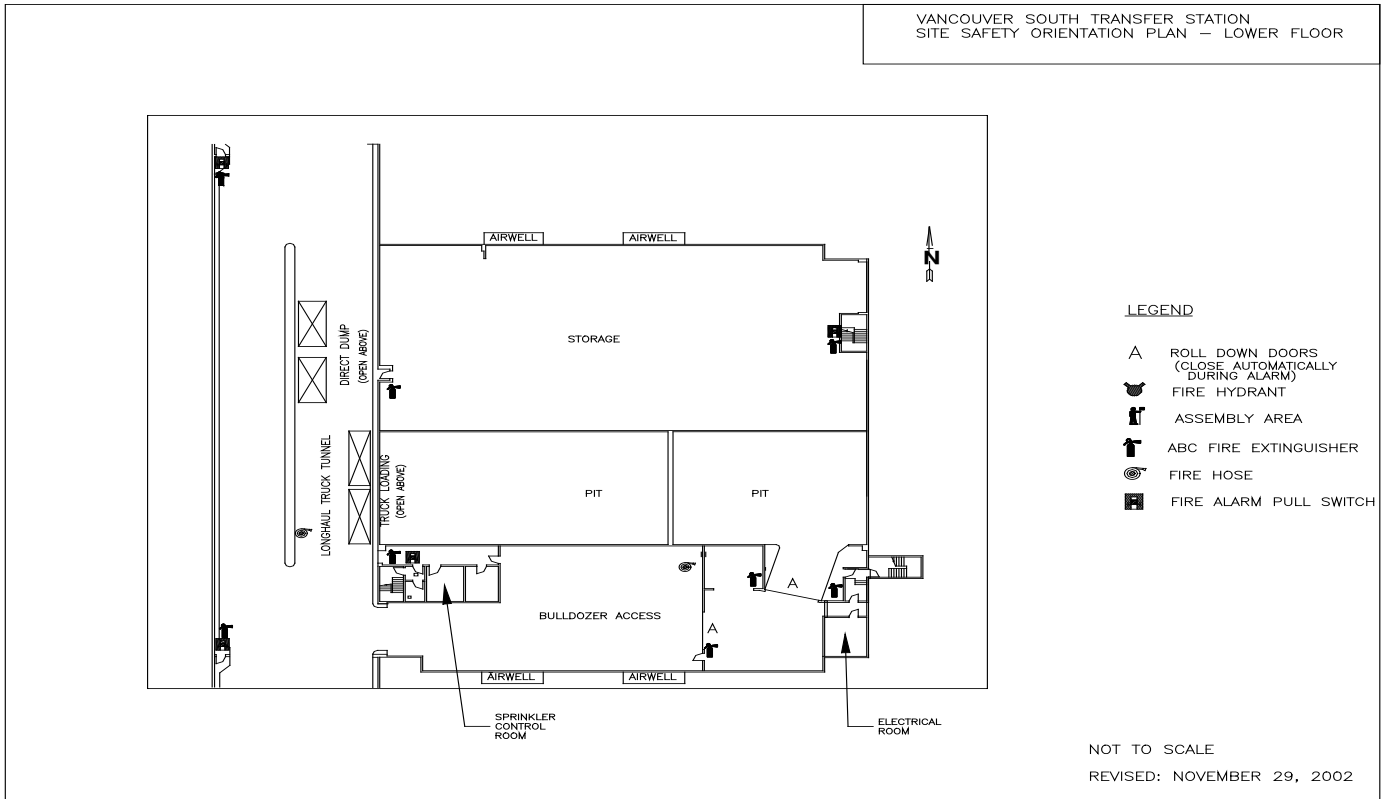 VANCOUVER SOUTH TRANSFER STATION
SITE SAFETY ORIENTATION PLAN – LOWER FLOOR
AIRWELL
AIRWELL
N
STORAGE
DIRECT DUMP
(OPEN ABOVE)
LONGHAUL TRUCK TUNNEL
TRUCK LOADING
(OPEN ABOVE)
PIT
PIT
A
BULLDOZER ACCESS
A
AIRWELL
AIRWELL
SPRINKLER
CONTROL
ROOM
ELECTRICAL
ROOM
LEGEND
A ROLL DOWN DOORS
(CLOSE AUTOMATICALLY
DURING ALARM)
FIRE HYDRANT
ASSEMBLY AREA
ABC FIRE EXTINGUISHER
FIRE HOSE
FIRE ALARM PULL SWITCH
NOT TO SCALE
REVISED: NOVEMBER 29, 2002